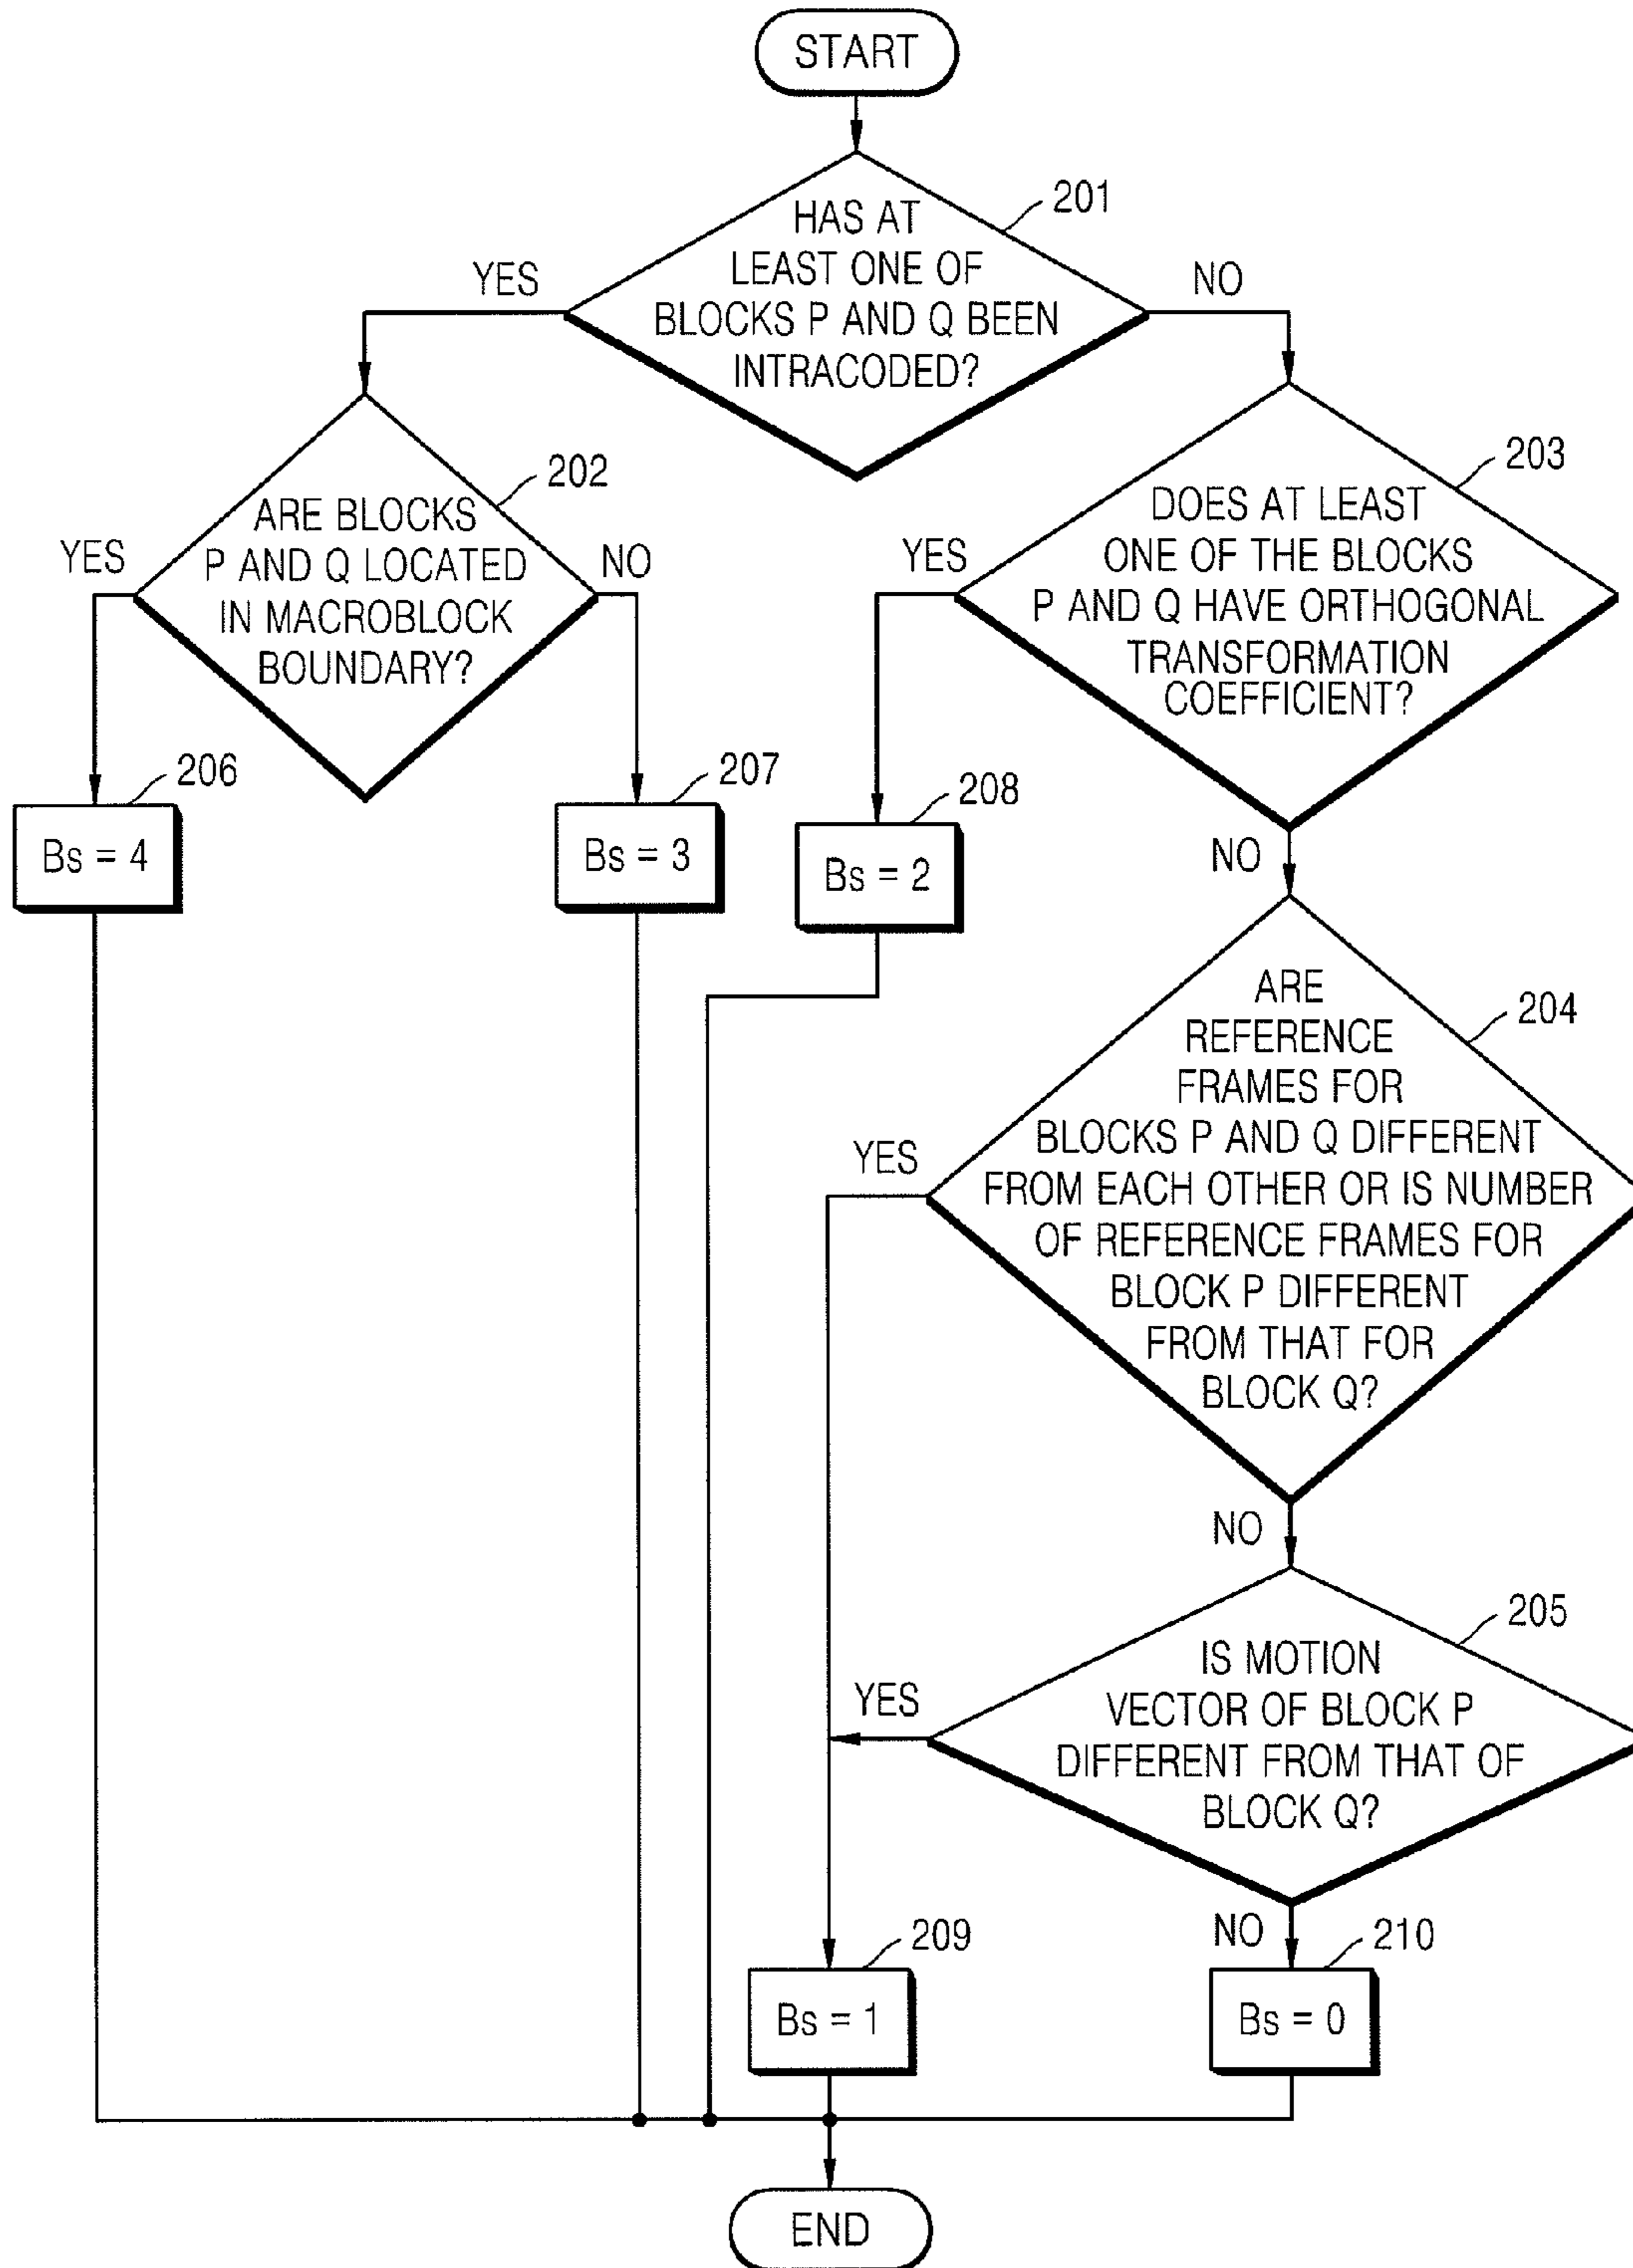 START
201
HAS AT
LEAST ONE OF
BLOCKS P AND Q BEEN
INTRACODED?
YES
NO
202
ARE BLOCKS
P AND Q LOCATED
IN MACROBLOCK
BOUNDARY?
YES
NO
203
DOES AT LEAST
ONE OF THE BLOCKS
P AND Q HAVE ORTHOGONAL
TRANSFORMATION
COEFFICIENT?
YES
NO
206
Bs = 4
207
Bs = 3
208
Bs = 2
204
ARE
REFERENCE
FRAMES FOR
BLOCKS P AND Q DIFFERENT
FROM EACH OTHER OR IS NUMBER
OF REFERENCE FRAMES FOR
BLOCK P DIFFERENT
FROM THAT FOR
BLOCK Q?
YES
NO
205
IS MOTION
VECTOR OF BLOCK P
DIFFERENT FROM THAT OF
BLOCK Q?
YES
NO
209
Bs = 1
210
Bs = 0
END